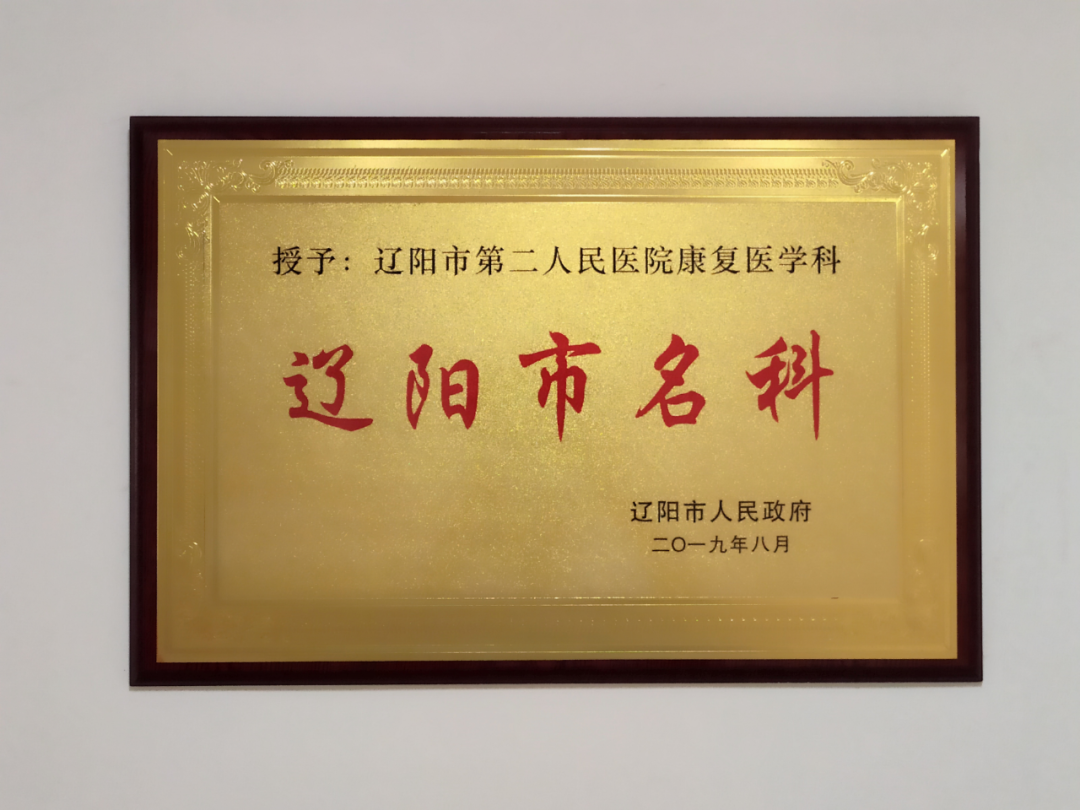 授予：辽阳市第二人民医院康复医学科
辽阳市名科
辽阳市人民政府
二〇一九年八月